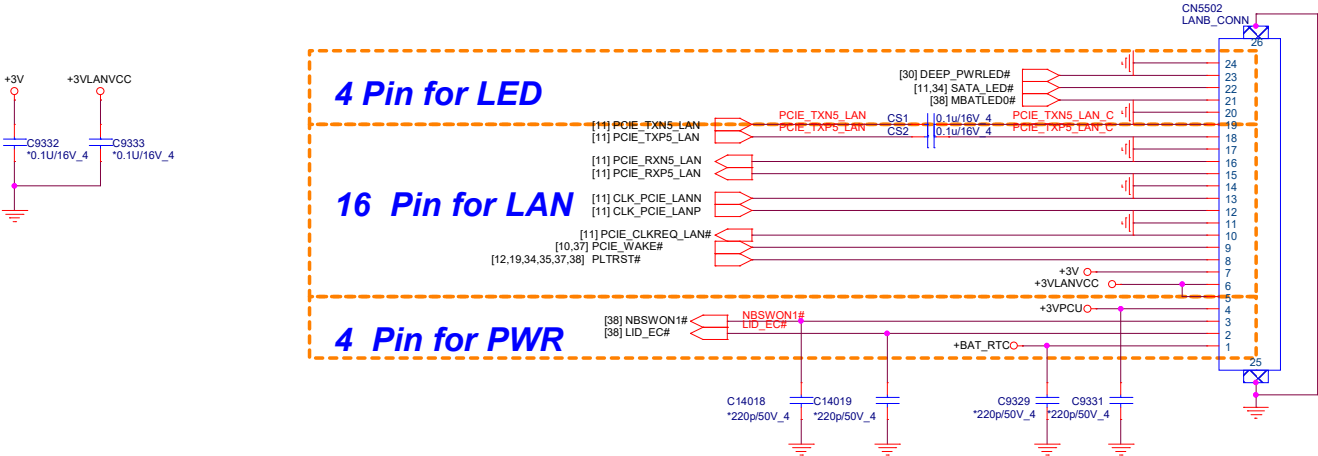 CN5502
LANB_CONN
26
+3V
+3VLANVCC
C9332
*0.1U/16V_4
C9333
*0.1U/16V_4
4 Pin for LED
[30] DEEP_PWRLED#
[11,34] SATA_LED#
[38] MBATLED0#
24
23
22
21
20
19
18
17
16
15
14
13
12
11
10
9
8
7
6
5
4
3
2
1
25
[11] PCIE_TXN5_LAN
PCIE_TXN5_LAN
CS1
0.1u/16V_4
PCIE_TXN5_LAN_C
[11] PCIE_TXP5_LAN
PCIE_TXP5_LAN
CS2
0.1u/16V_4
PCIE_TXP5_LAN_C
[11] PCIE_RXN5_LAN
[11] PCIE_RXP5_LAN
16 Pin for LAN
[11] CLK_PCIE_LANN
[11] CLK_PCIE_LANP
[11] PCIE_CLKREQ_LAN#
[10,37] PCIE_WAKE#
[12,19,34,35,37,38] PLTRST#
+3V
+3VLANVCC
+3VPCU
4 Pin for PWR
[38] NBSWON1#
NBSWON1#
[38] LID_EC#
LID_EC#
+BAT_RTC
C14018
*220p/50V_4
C14019
*220p/50V_4
C9329
*220p/50V_4
C9331
*220p/50V_4